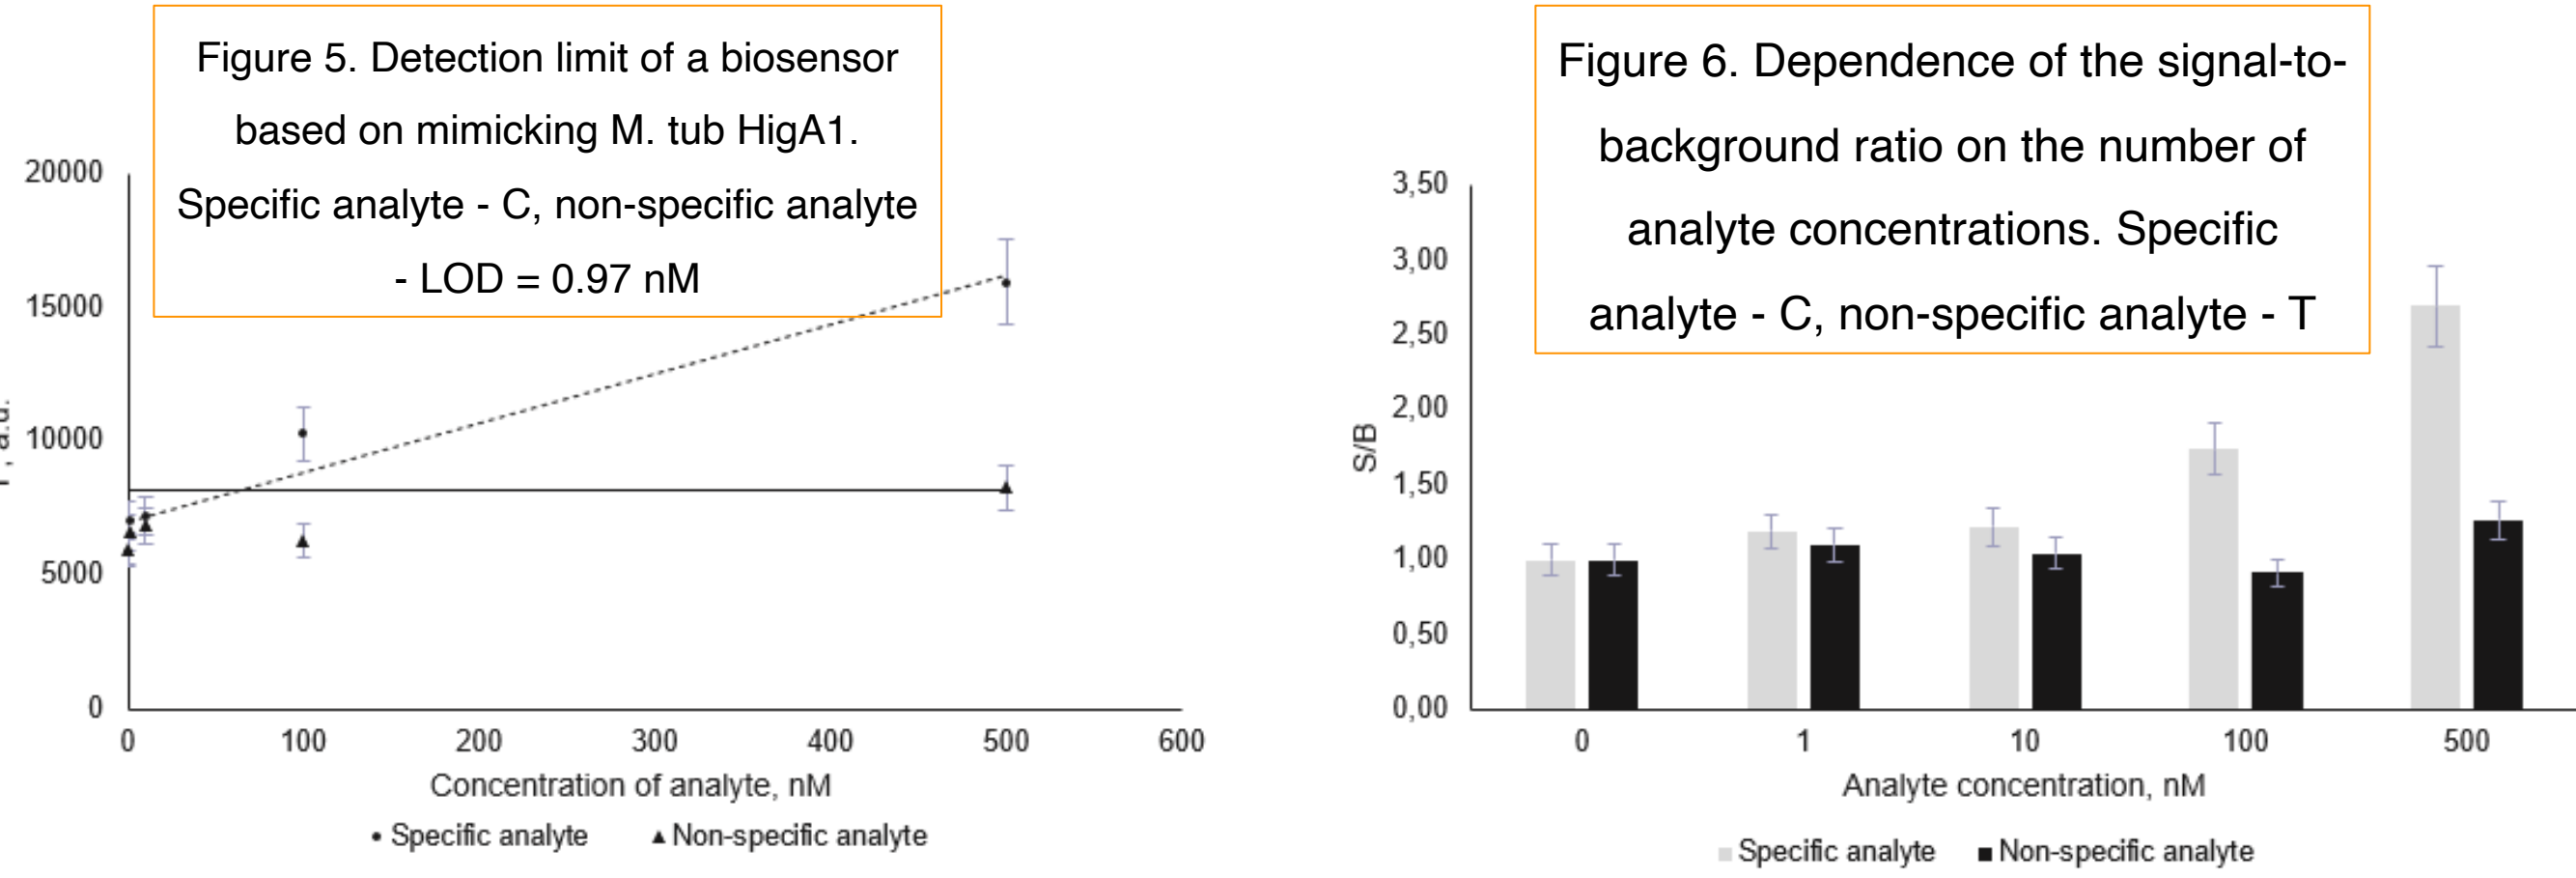 Figure 5. Detection limit of a biosensor
based on mimicking M. tub HigA1.
Specific analyte - C, non-specific analyte
- LOD = 0.97 nM
20000
15000
10000
5000
0
0 100 200 300 400 500 600
Concentration of analyte, nM
Specific analyte Non-specific analyte
Figure 6. Dependence of the signal-to-
background ratio on the number of
analyte concentrations. Specific
analyte - C, non-specific analyte - T
3,50
3,00
2,50
2,00
1,50
1,00
0,50
0,00
S/B
0 1 10 100 500
Analyte concentration, nM
Specific analyte Non-specific analyte